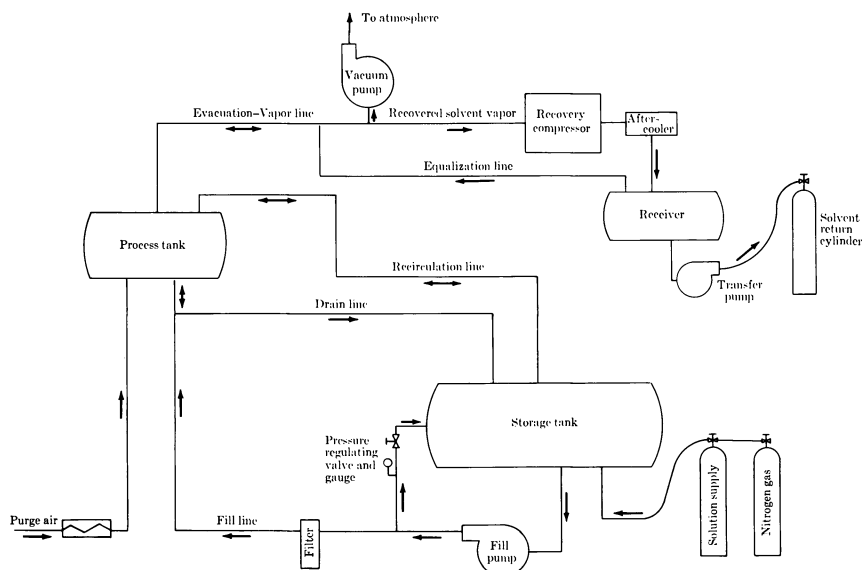 To atmosphere
Vacuum
pump
Evacuation–Vapor line
Recovered solvent vapor
Recovery
compressor
After-
cooler
Equalization line
Receiver
Solvent
return
cylinder
Process tank
Recirculation line
Transfer
pump
Drain line
Storage tank
Pressure
regulating
valve and
gauge
Solution supply
Nitrogen gas
Purge air
Fill line
Filter
Fill
pump